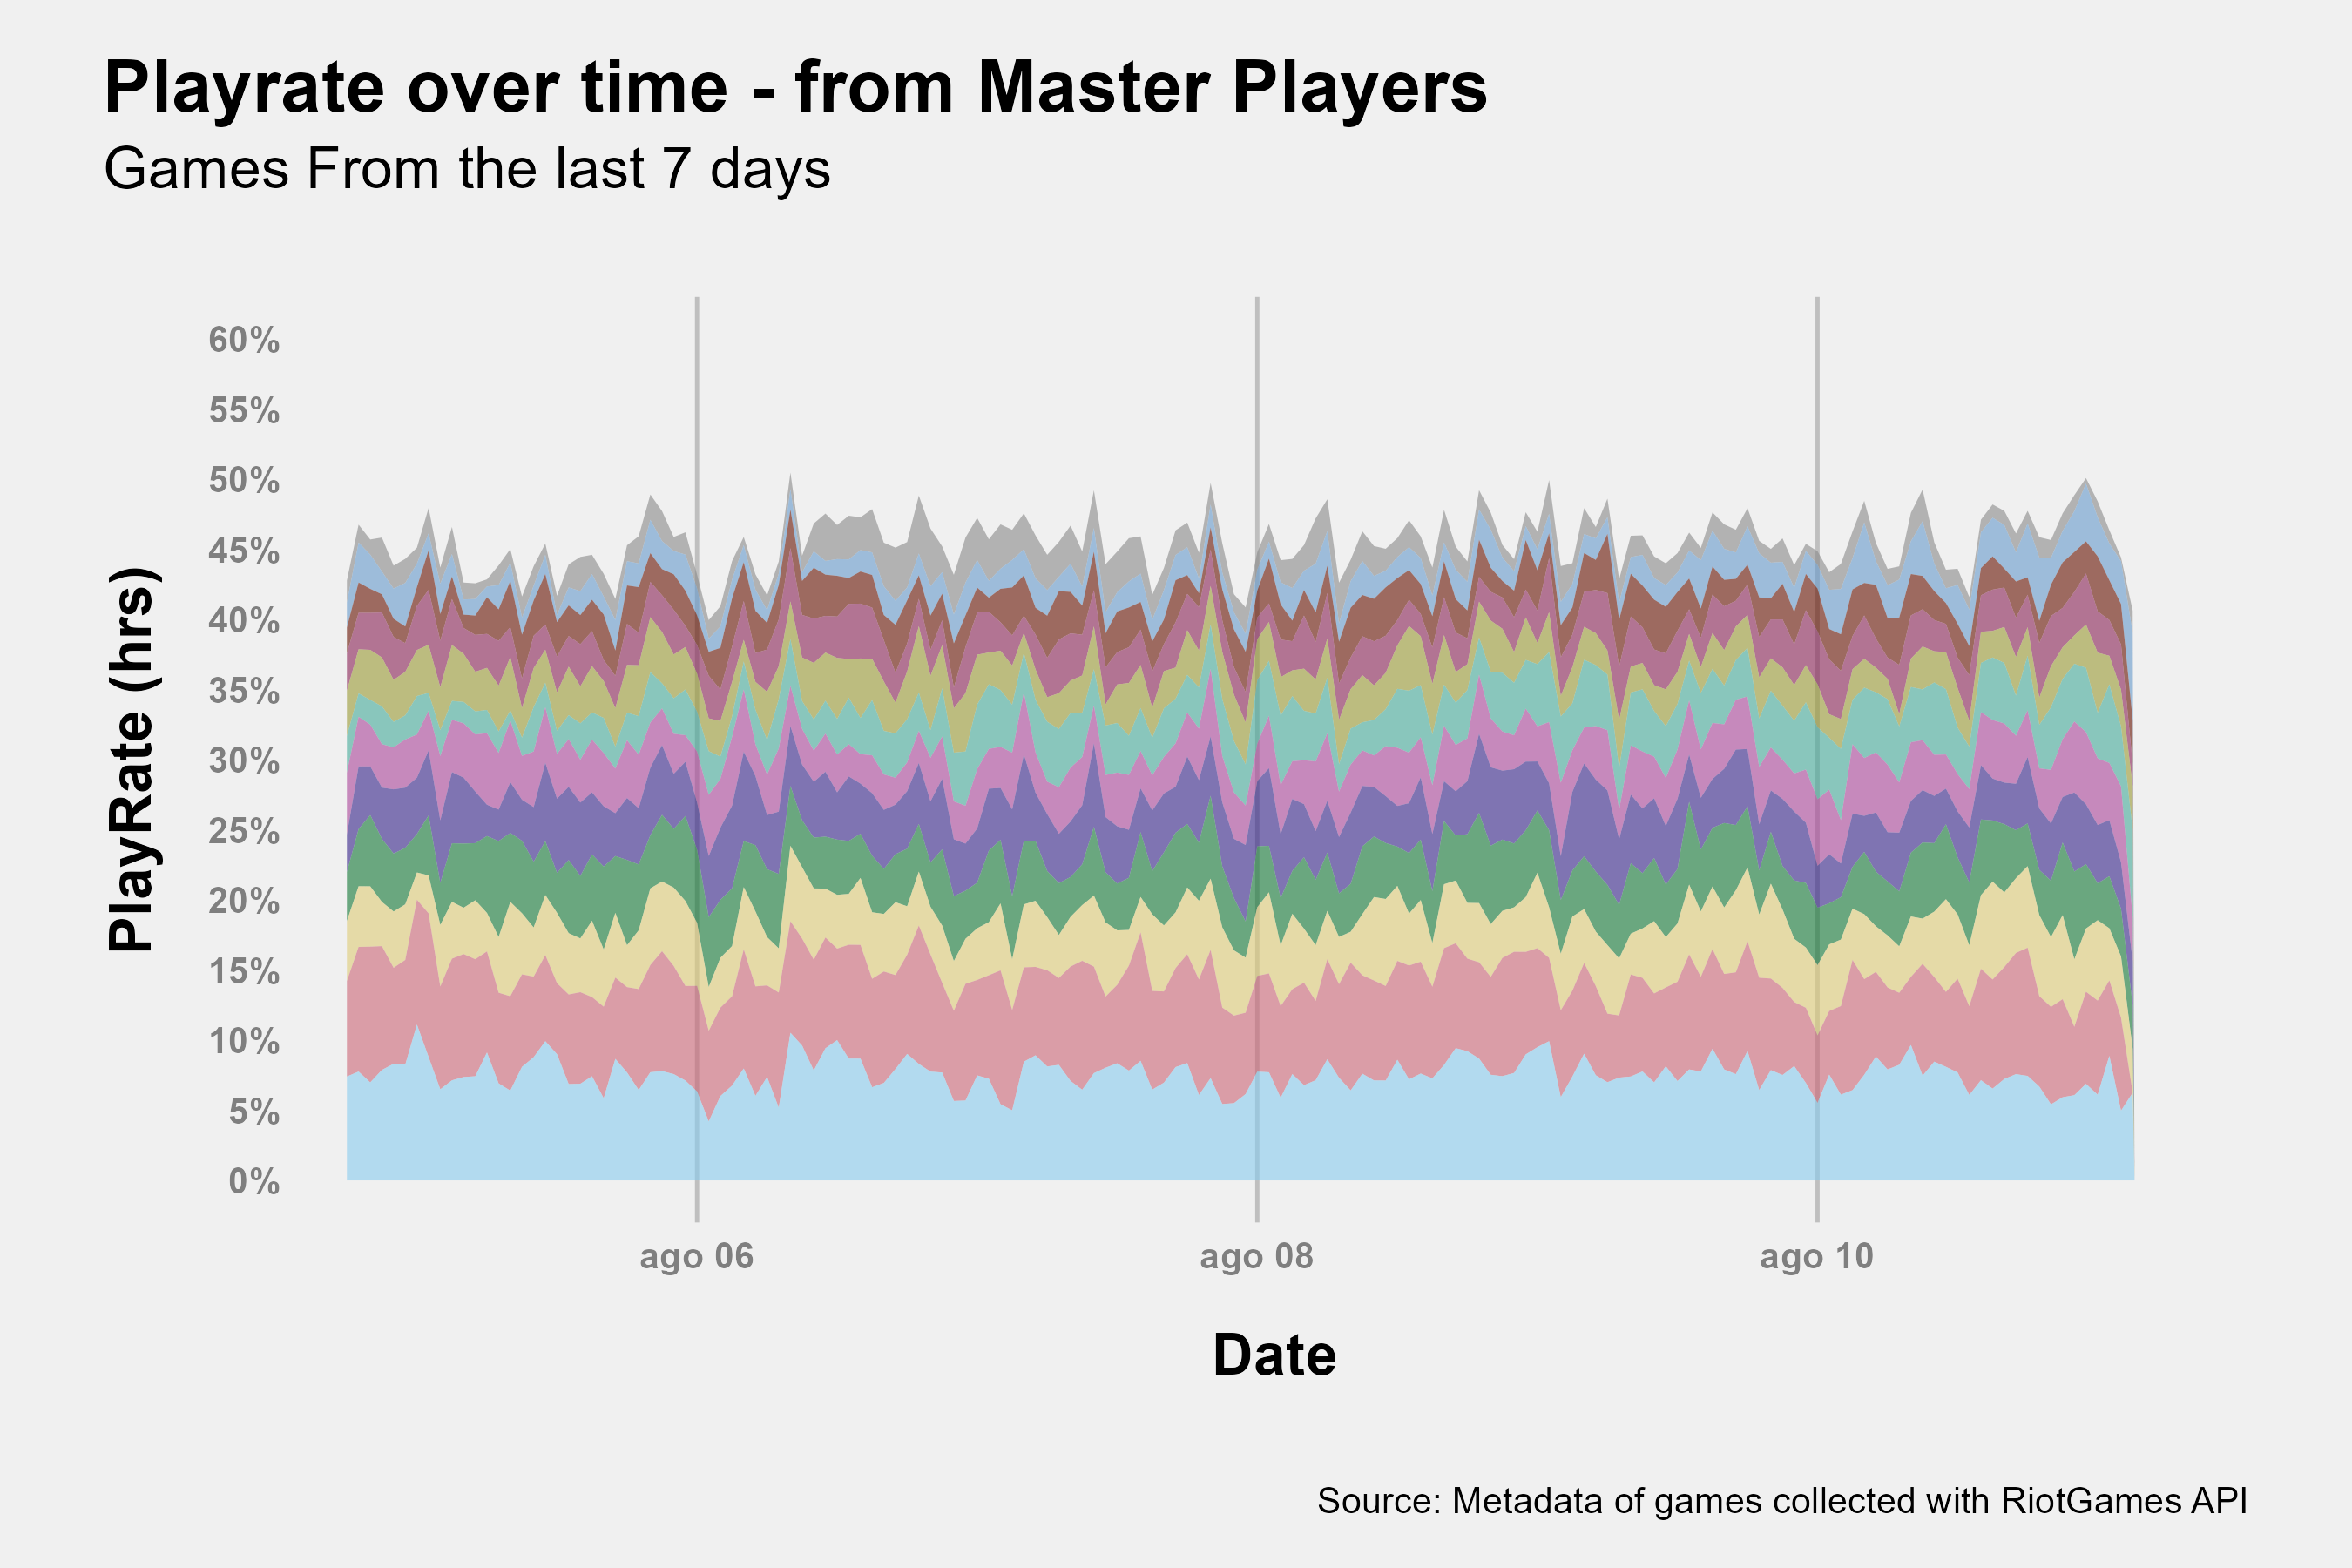 Playrate over time - from Master Players
Games From the last 7 days
PlayRate (hrs)
60%
55%
50%
45%
40%
35%
30%
25%
20%
15%
10%
5%
0%
ago 06
ago 08
ago 10
Date
Source: Metadata of games collected with RiotGames API